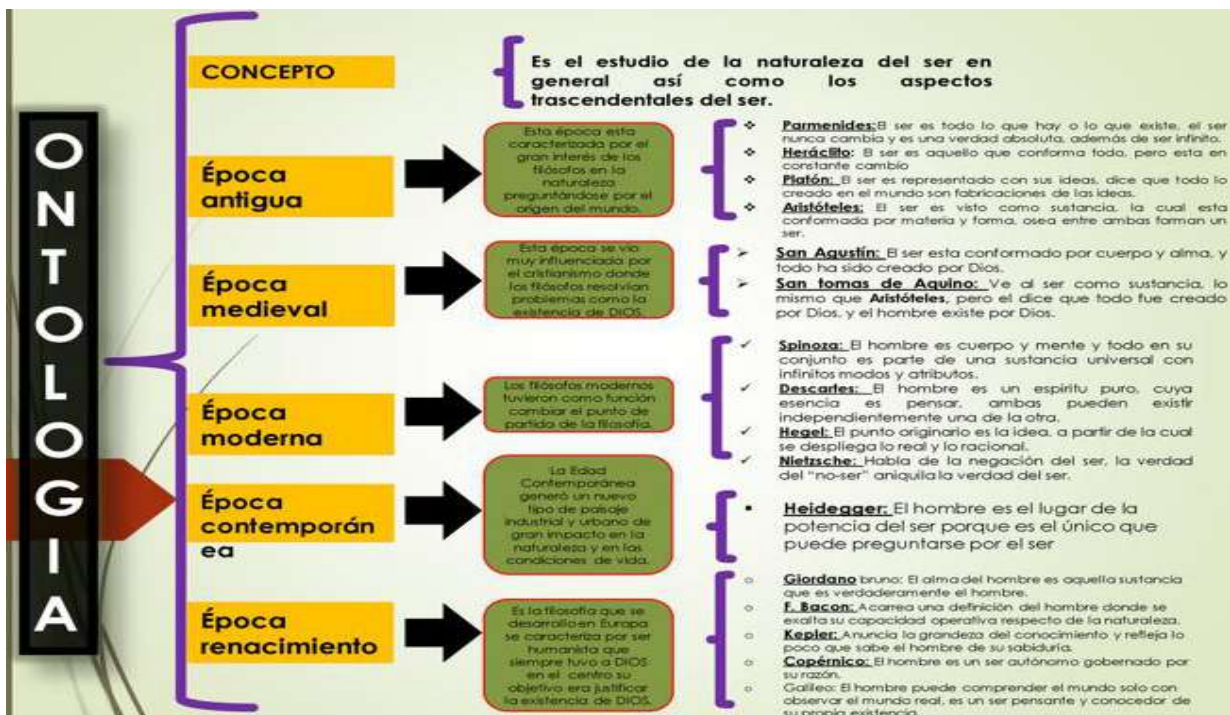 ONTOLOGIA
CONCEPTO
Es el estudio de la naturaleza del ser en
general así como los aspectos
trascendentales del ser.
Época
antigua
Esta época esta
caracterizada por el
gran interés de los
filósofos en la
naturaleza
preguntándose por el
origen del mundo.
❖ Parmenides:El ser es todo lo que hay o lo que existe, el ser
nunca cambia y es una verdad absoluta, además de ser infinito.
❖ Heráclito: El ser es aquello que conforma todo, pero esta en
constante cambio
❖ Platón: El ser es representado con sus ideas, dice que todo lo
creado en el mundo son fabricaciones de las ideas.
❖ Aristóteles: El ser es visto como sustancia, la cual esta
conformada por materia y forma, osea entre ambas forman un
ser.
Época
medieval
Esta época se vio
muy influenciada por
el cristianismo donde
los filósofos resolvían
problemas como la
existencia de DIOS.
➢ San Agustín: El ser esta conformado por cuerpo y alma, y
todo ha sido creado por Dios.
➢ San tomas de Aquino: Ve al ser como sustancia, lo
mismo que Aristóteles, pero el dice que todo fue creado
por Dios, y el hombre existe por Dios.
Época
moderna
Los filósofos modernos
tuvieron como función
cambiar el punto de
partida de la filosofía.
✓ Spinoza: El hombre es cuerpo y mente y todo en su
conjunto es parte de una sustancia universal con
infinitos modos y atributos.
✓ Descartes: El hombre es un espíritu puro, cuya
esencia es pensar, ambas pueden existir
independientemente una de la otra.
✓ Hegel: El punto originario es la idea, a partir de la cual
se despliega lo real y lo racional.
✓ Nietzsche: Habla de la negación del ser, la verdad
del "no-ser" aniquila la verdad del ser.
Época
contemporán
ea
La Edad
Contemporánea
generó un nuevo
tipo de paisaje
industrial y urbano de
gran impacto en la
naturaleza y en las
condiciones de vida.
▪ Heidegger: El hombre es el lugar de la
potencia del ser porque es el único que
puede preguntarse por el ser
Época
renacimiento
Es la filosofía que se
desarrollo en Europa
se caracteriza por ser
humanista que
siempre tuvo a DIOS
en el centro su
objetivo era justificar
la existencia de DIOS.
o Giordano bruno: El alma del hombre es aquella sustancia
que es verdaderamente el hombre.
o F. Bacon: Acarrea una definición del hombre donde se
exalta su capacidad operativa respecto de la naturaleza.
o Kepler: Anuncia la grandeza del conocimiento y refleja lo
poco que sabe el hombre de su sabiduría.
o Copérnico: El hombre es un ser autónomo gobernado por
su razón.
o Galileo: El hombre puede comprender el mundo solo con
observar el mundo real, es un ser pensante y conocedor de
su propia existencia